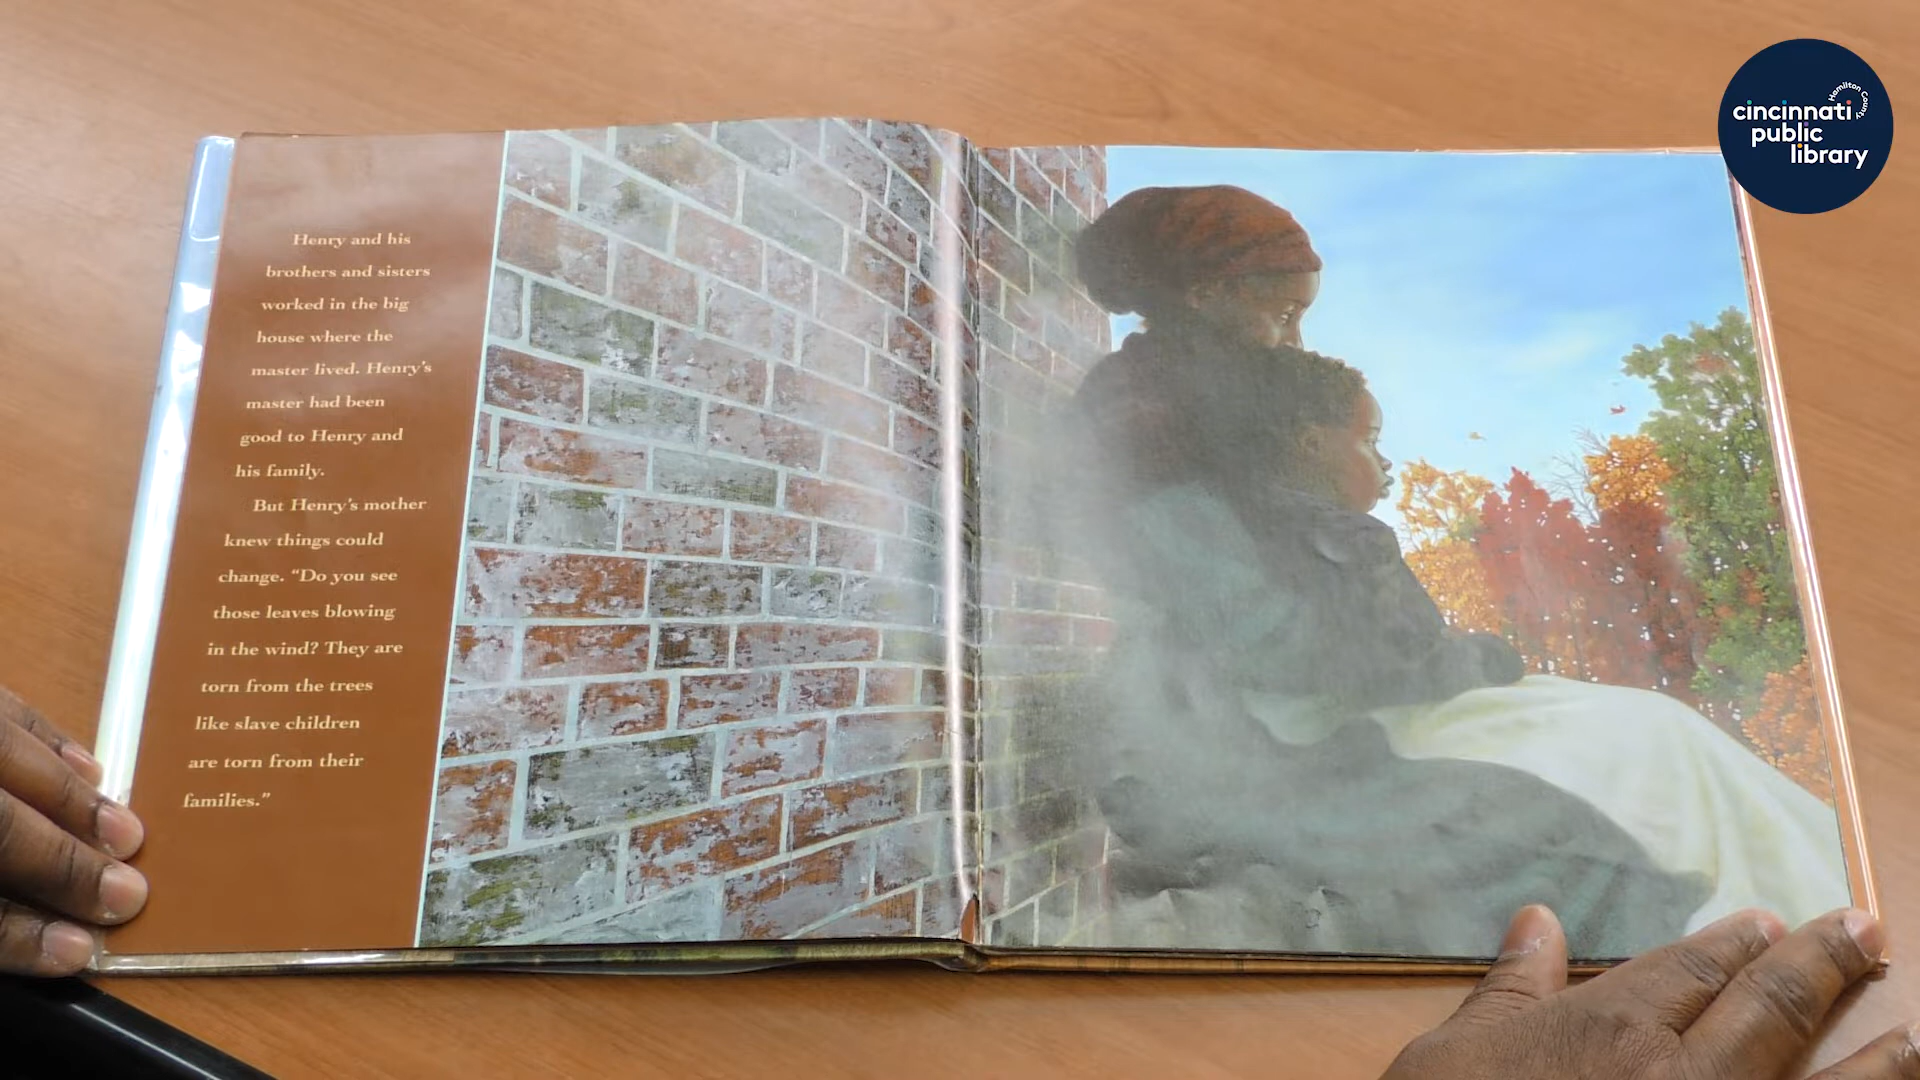 Henry and his
brothers and sisters
worked in the big
house where the
master lived. Henry's
master had been
good to Henry and
his family.
But Henry's mother
knew things could
change. “Do you see
those leaves blowing
in the wind? They are
torn from the trees
like slave children
are torn from their
families.”
cincinnati
Hamilton County
public
library